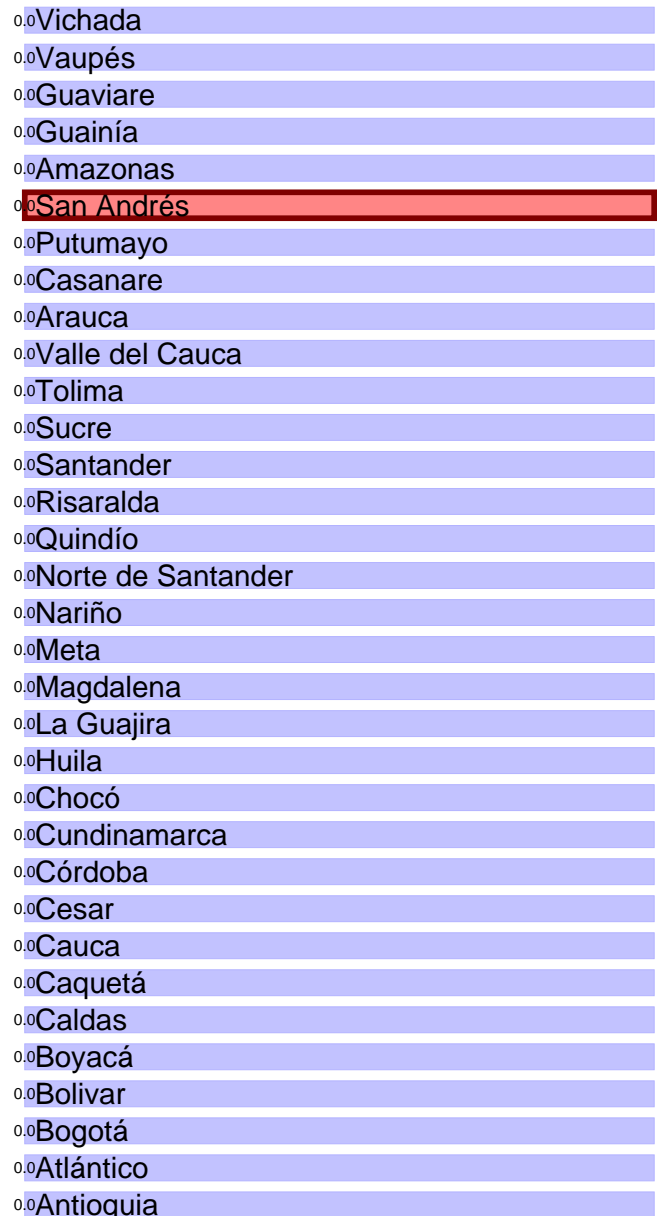 0.0Vichada
0.0Vaupés
0.0Guaviare
0.0Guainía
0.0Amazonas
0.0San Andrés
0.0Putumayo
0.0Casanare
0.0Arauca
0.0Valle del Cauca
0.0Tolima
0.0Sucre
0.0Santander
0.0Risaralda
0.0Quindío
0.0Norte de Santander
0.0Nariño
0.0Meta
0.0Magdalena
0.0La Guajira
0.0Huila
0.0Chocó
0.0Cundinamarca
0.0Córdoba
0.0Cesar
0.0Cauca
0.0Caquetá
0.0Caldas
0.0Boyacá
0.0Bolivar
0.0Bogotá
0.0Atlántico
0.0Antioquia